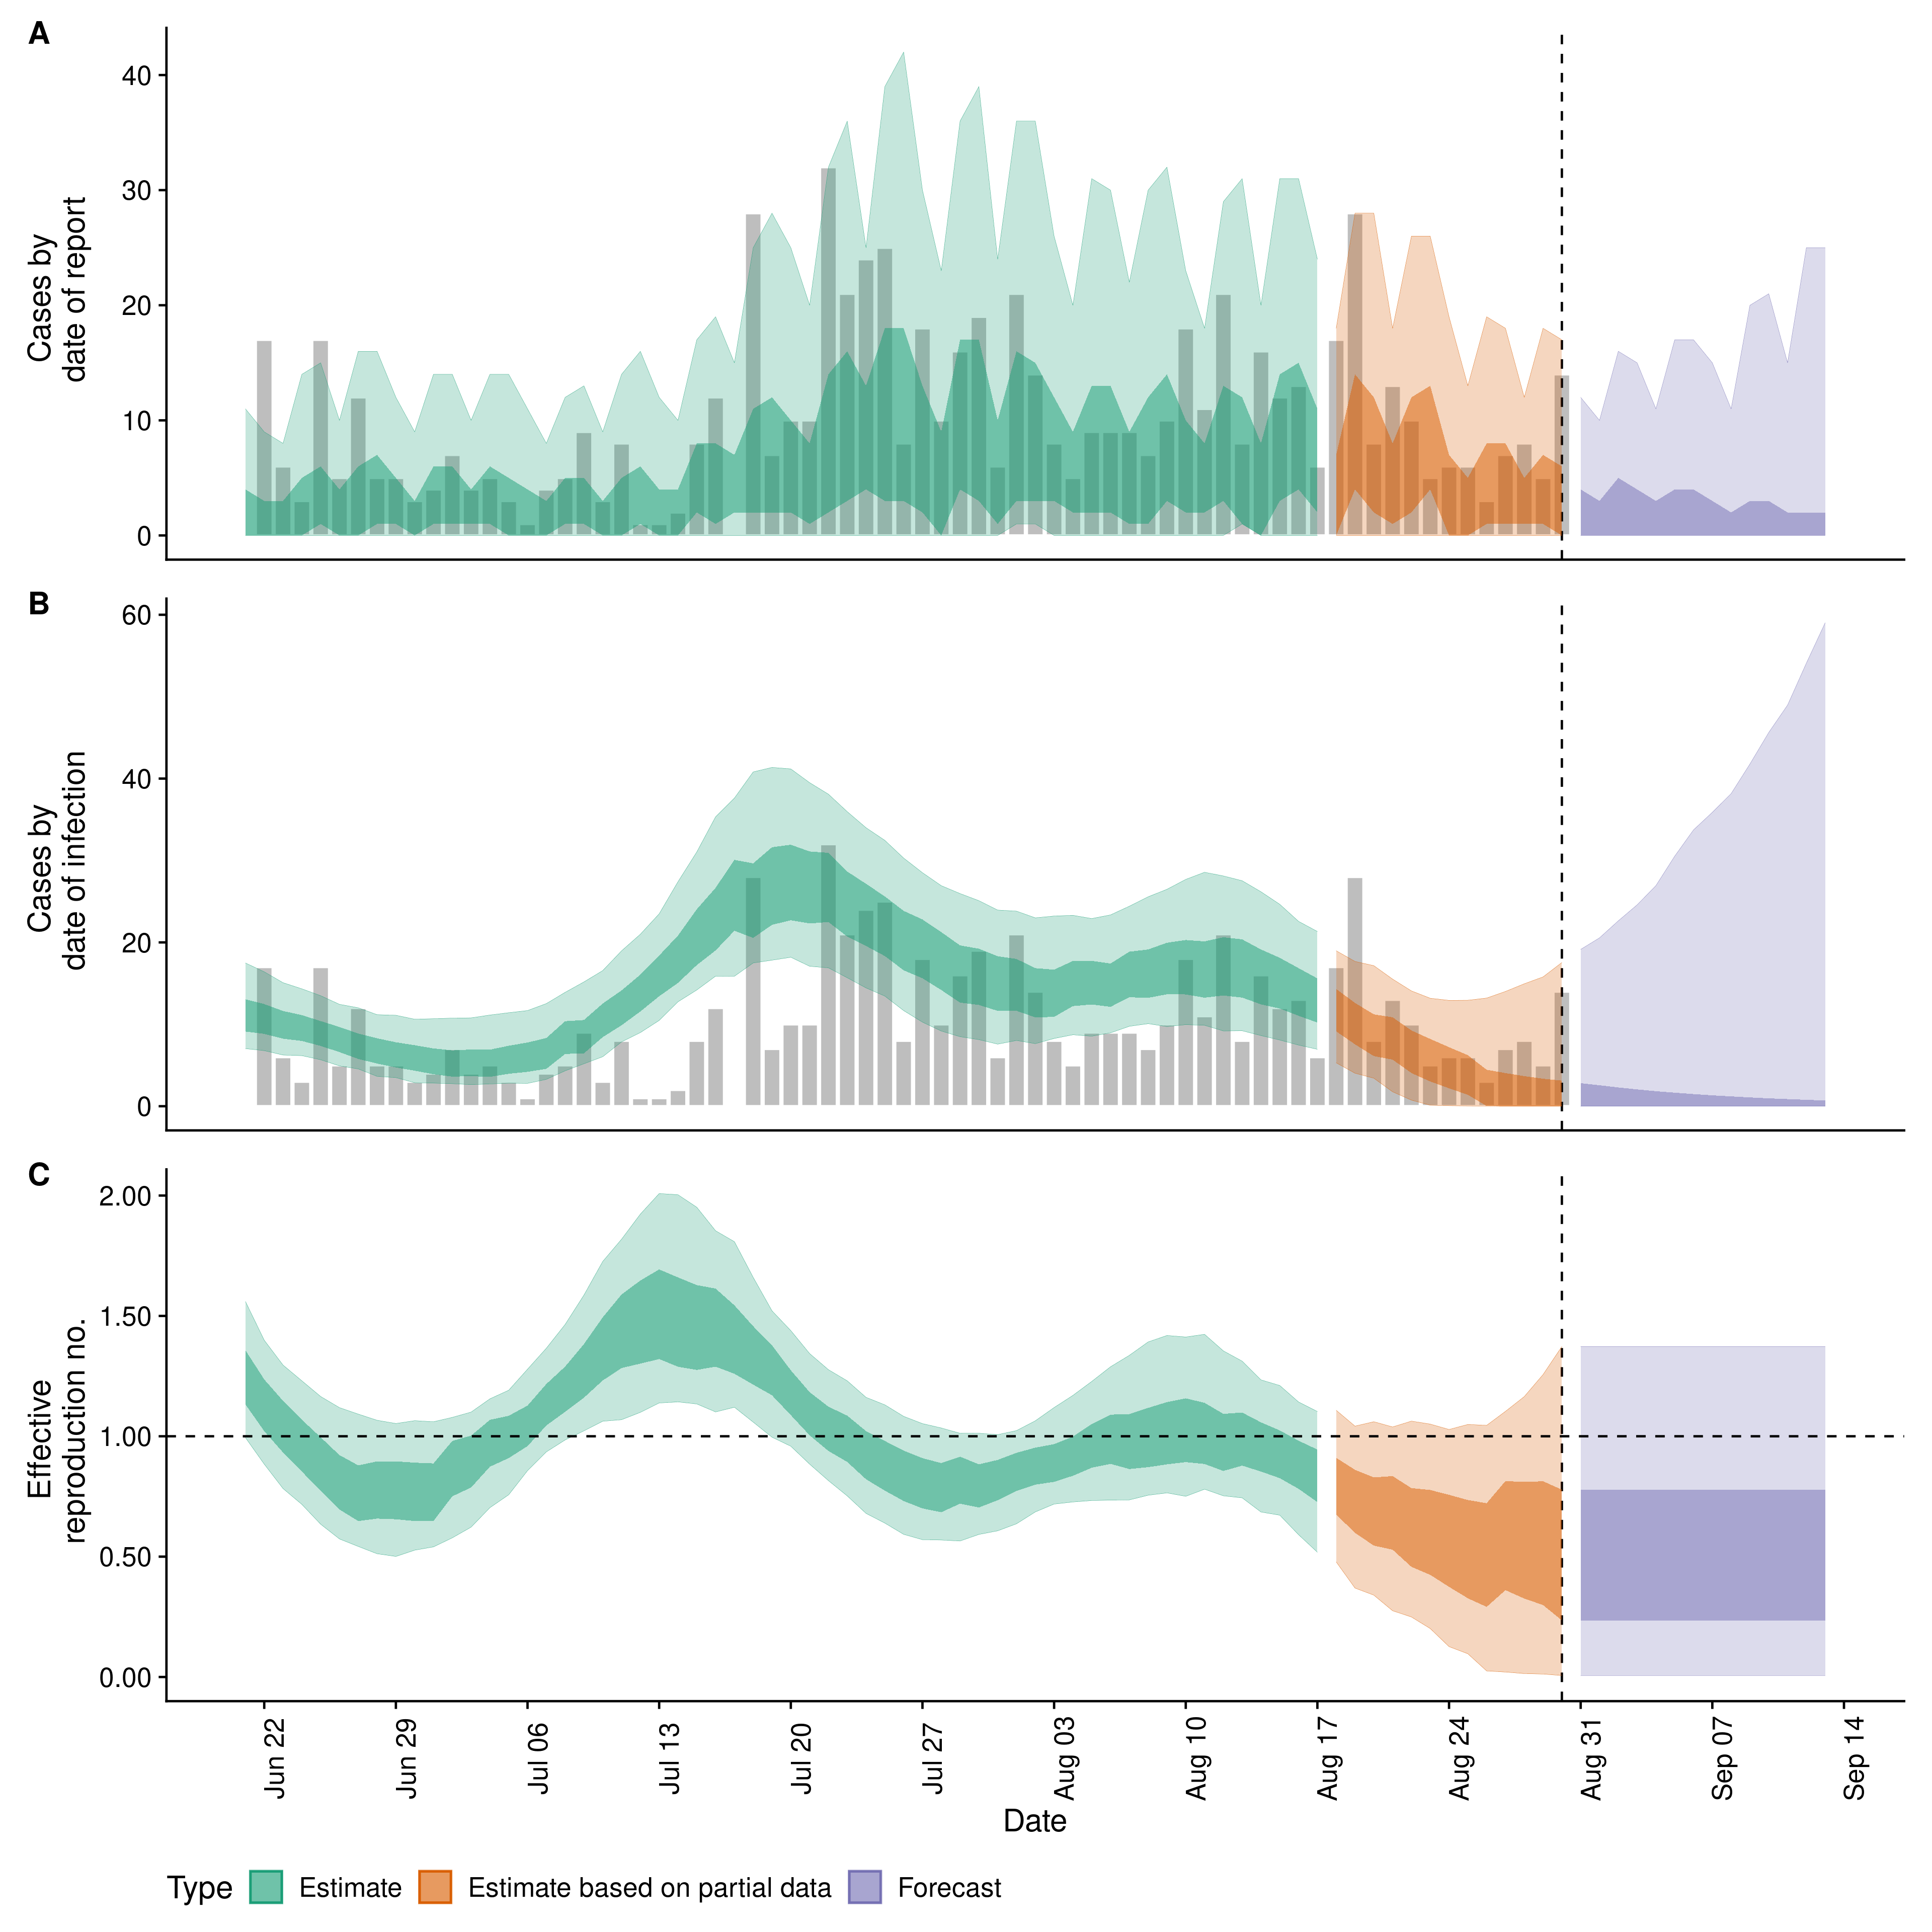 A
Cases by
date of report
40
30
20
10
0
B
Cases by
date of infection
60
40
20
0
C
Effective
reproduction no.
2.00
1.50
1.00
0.50
0.00
Jun 22
Jun 29
Jul 06
Jul 13
Jul 20
Jul 27
Aug 03
Aug 10
Aug 17
Aug 24
Aug 31
Sep 07
Sep 14
Date
Type Estimate Estimate based on partial data Forecast